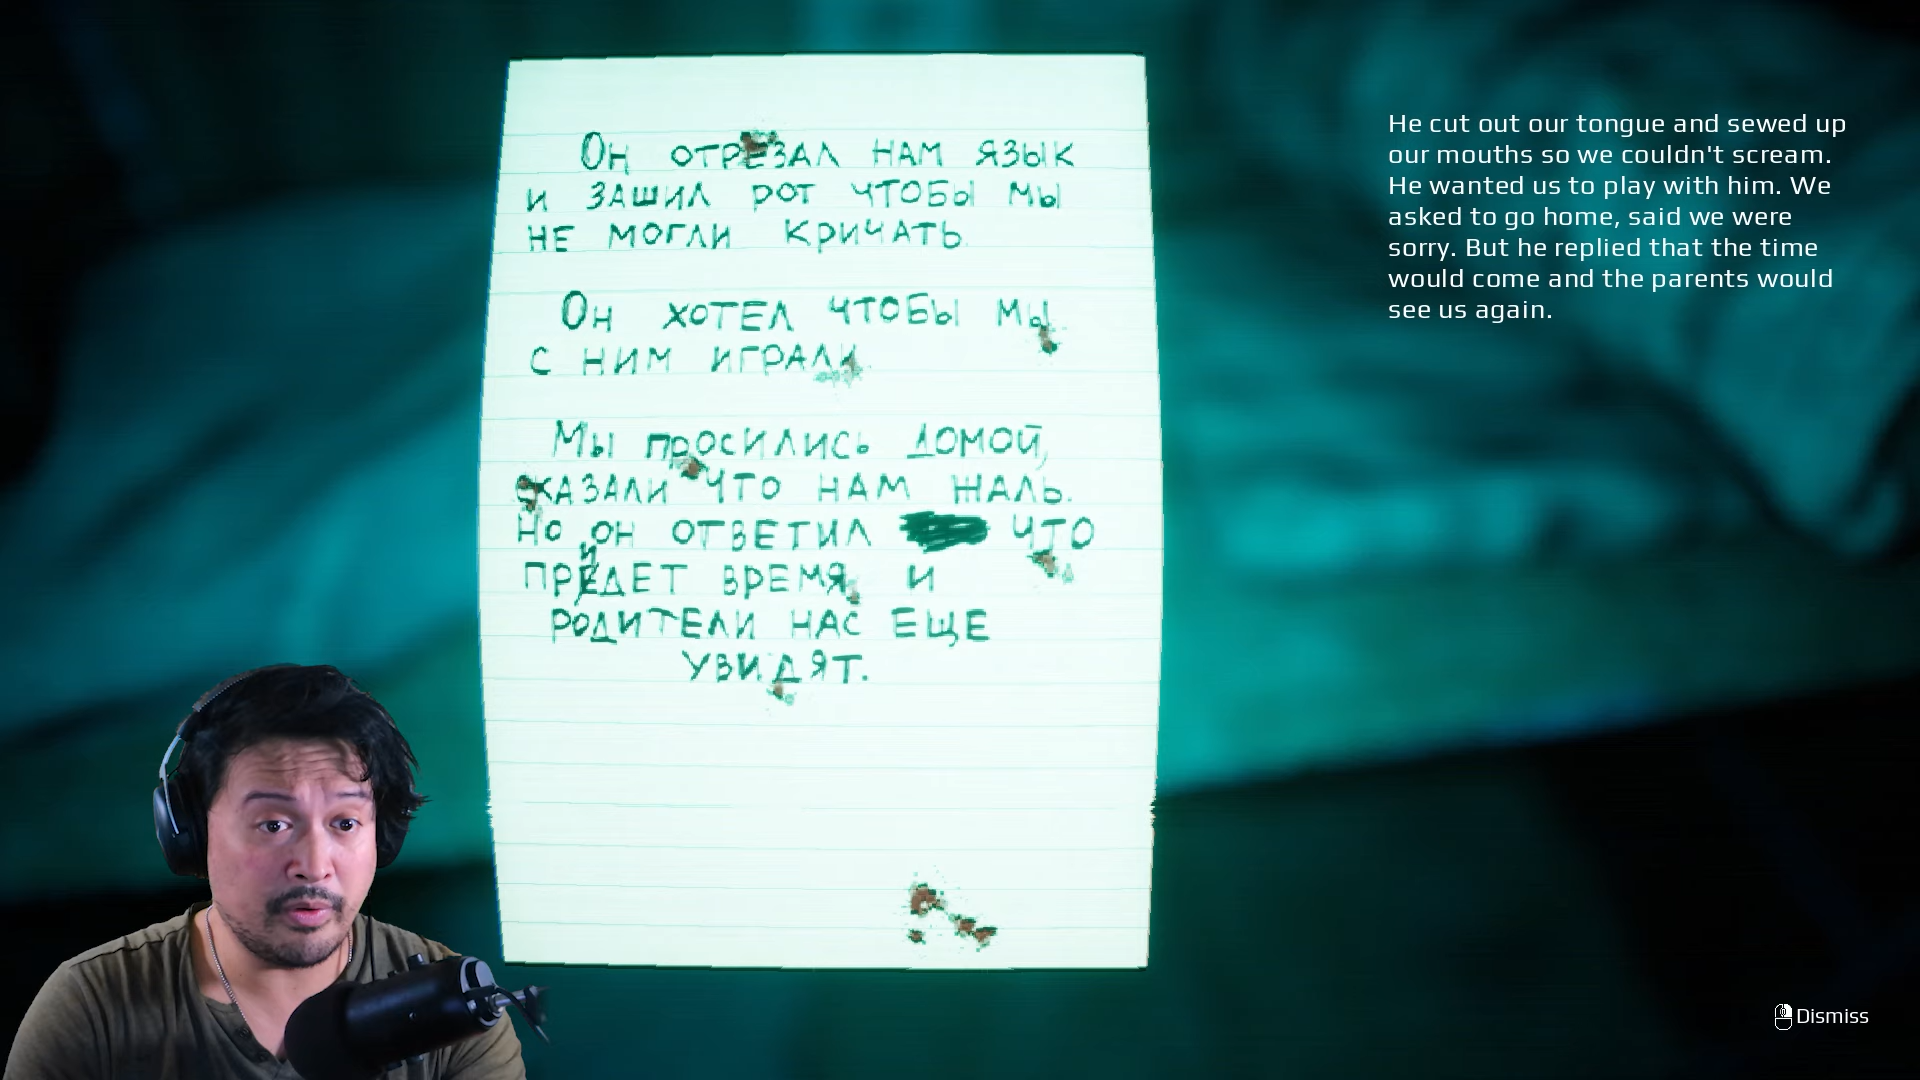 Он отрезал нам язык
и зашил рот чтобы мы
не могли кричать
Он хотел чтобы мы
с ним играли
Мы просились домой,
сказали что нам жаль.
Но он ответил что
придет время и
родители нас еще
увидят.
He cut out our tongue and sewed up
our mouths so we couldn't scream.
He wanted us to play with him. We
asked to go home, said we were
sorry. But he replied that the time
would come and the parents would
see us again.
Dismiss